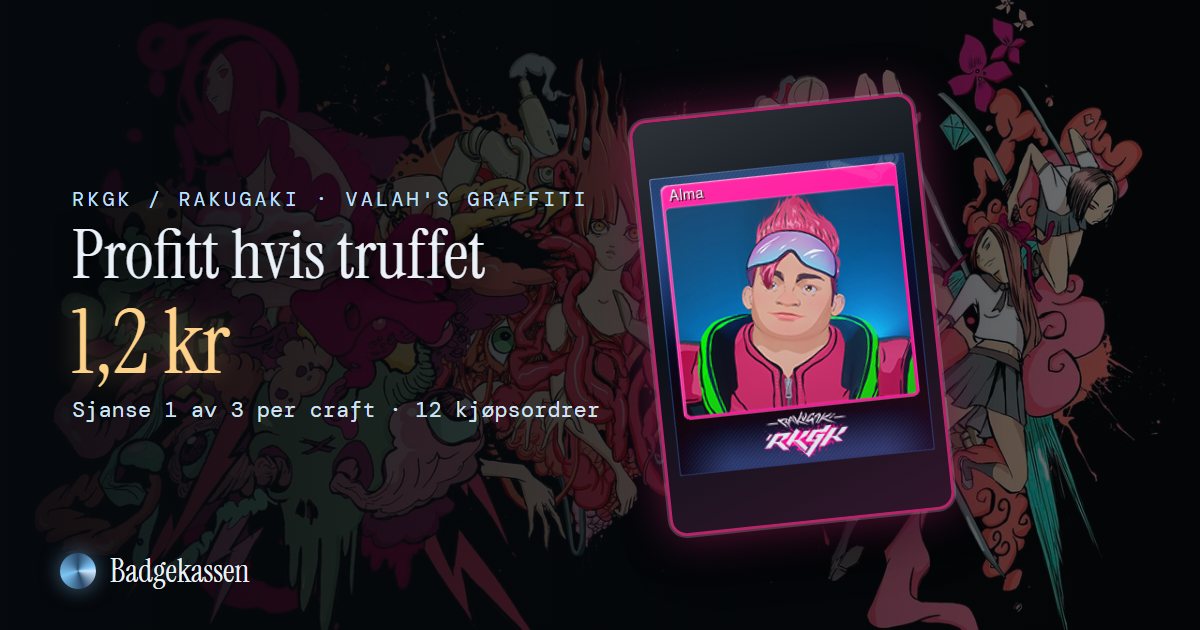 RKGK / RAKUGAKI · VALAH'S GRAFFITI
Profitt hvis truffet
1,2 kr
Sjanse 1 av 3 per craft · 12 kjøpsordrer
Badgekassen
Alma
RAKUGAKI
RKGK